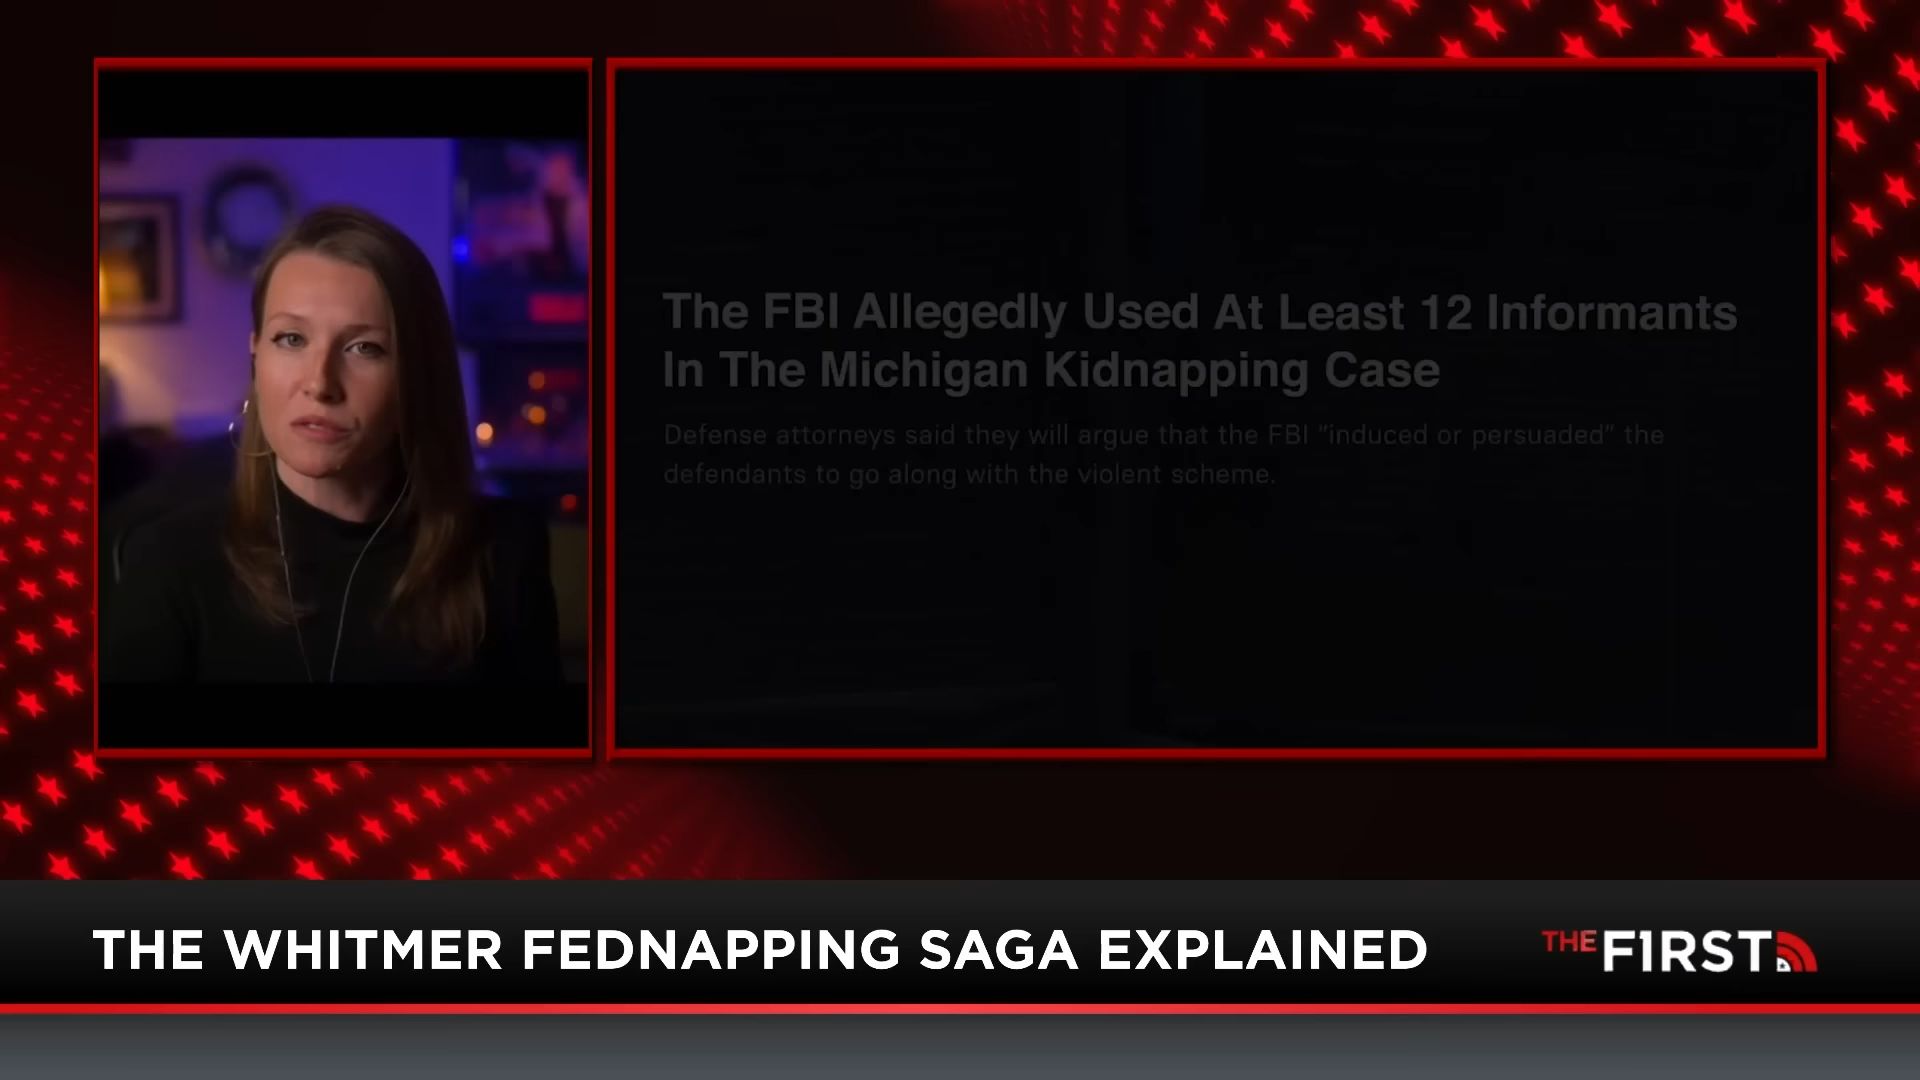 The FBI Allegedly Used At Least 12 Informants
In The Michigan Kidnapping Case
Defense attorneys said they will argue that the FBI “induced or persuaded” the
defendants to go along with the violent scheme.
THE WHITMER FEDNAPPING SAGA EXPLAINED
THE FIRST